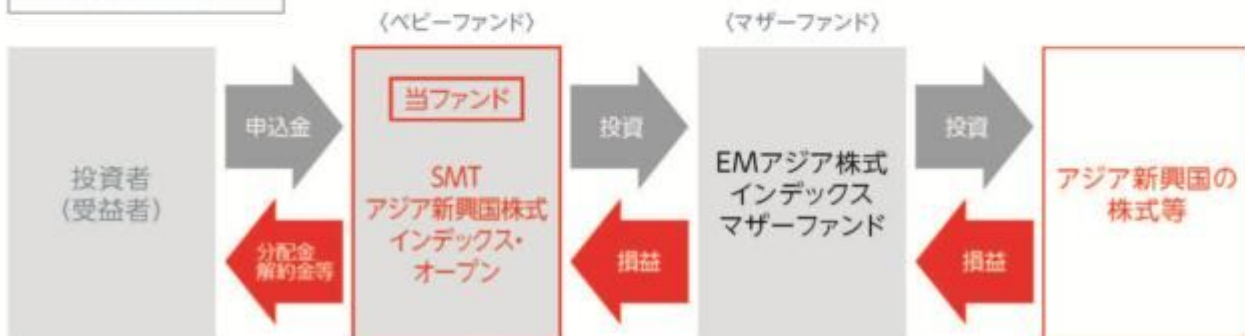 〈ベビーファンド〉
〈マザーファンド〉
投資者
(受益者)
申込金
分配金
解約金等
当ファンド
SMT
アジア新興国株式
インデックス・
オープン
投資
損益
EMアジア株式
インデックス
マザーファンド
投資
損益
アジア新興国の
株式等